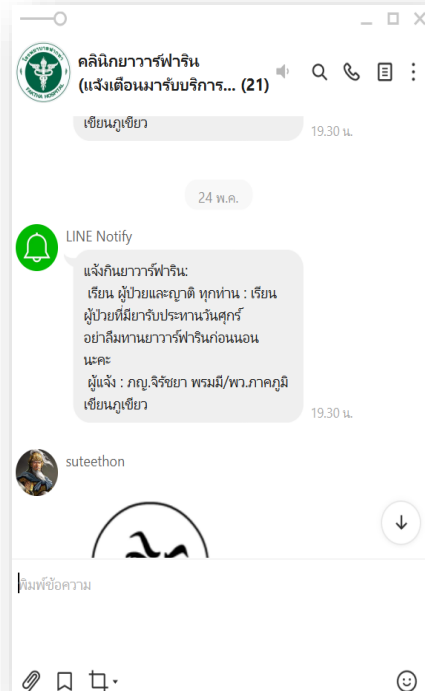 คลินิกยาวาร์ฟาริน
(แจ้งเตือนมารับบริการ... (21)
เขียนภูเขียว
19.30 น.
24 พ.ค.
LINE Notify
แจ้งกินยาวาร์ฟาริน:
เรียน ผู้ป่วยและญาติ ทุกท่าน : เรียน
ผู้ป่วยที่มียารับประทานวันศุกร์
อย่าลืมทานยาวาร์ฟารินก่อนนอน
นะคะ
ผู้แจ้ง : ภญ.จิรัชยา พรมมี/พว.ภาคภูมิ
เขียนภูเขียว
19.30 น.
suteethon
พิมพ์ข้อความ